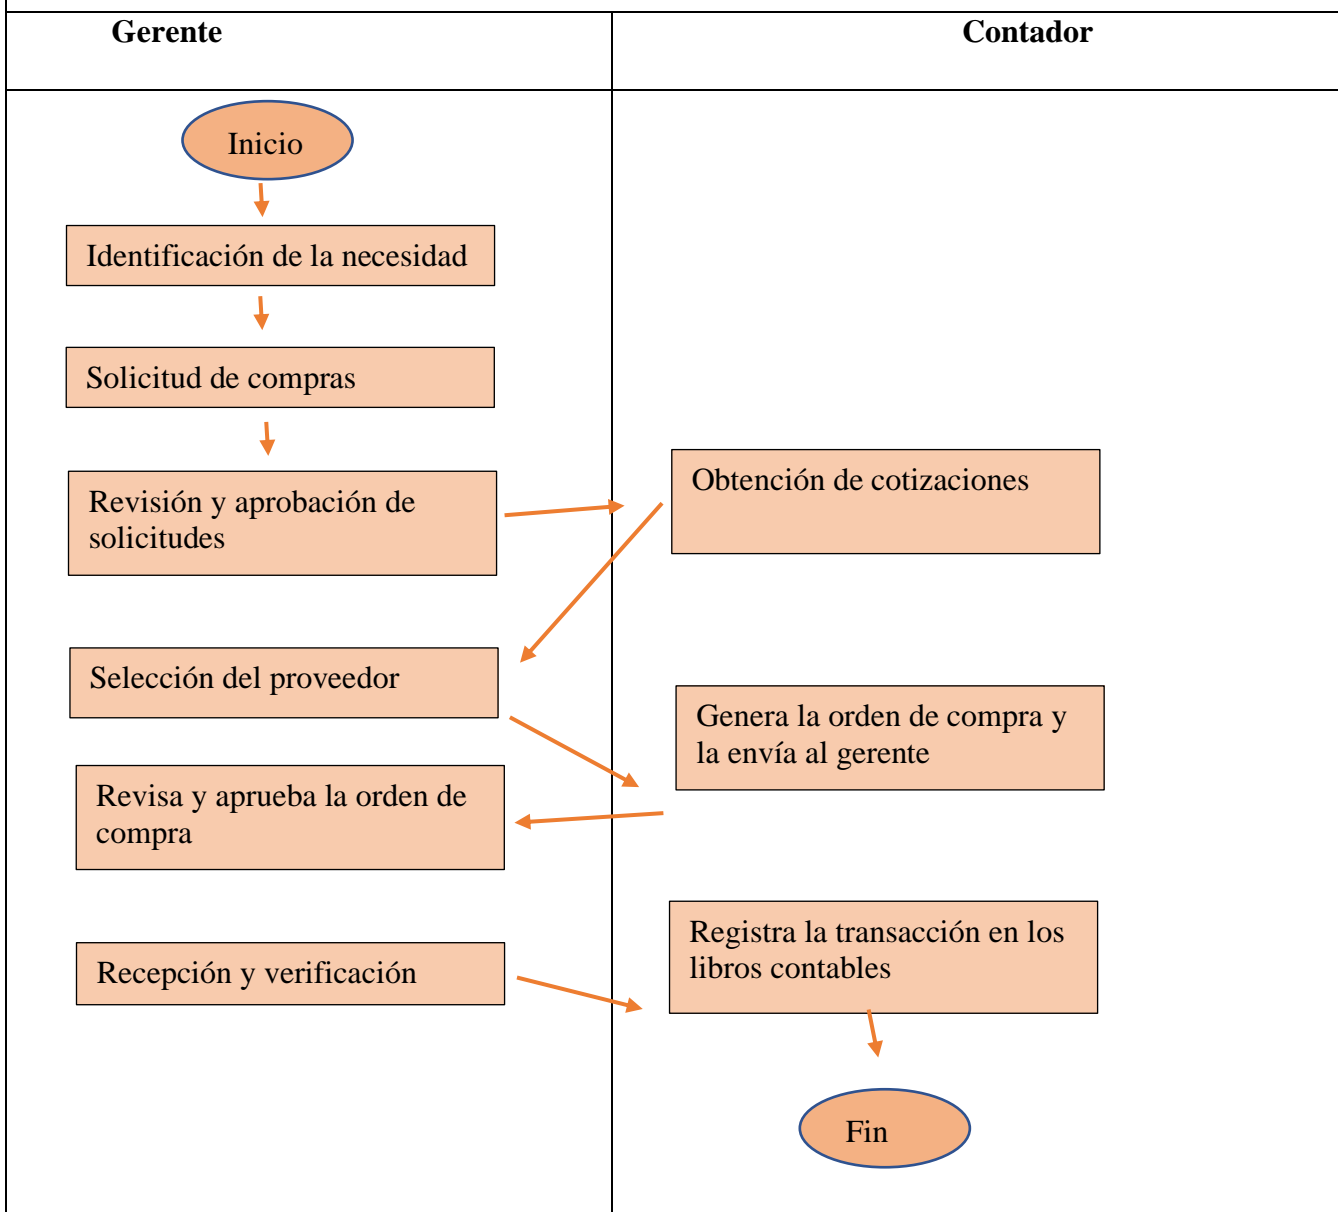 Gerente
Contador
Inicio
Identificación de la necesidad
Solicitud de compras
Revisión y aprobación de
solicitudes
Obtención de cotizaciones
Selección del proveedor
Genera la orden de compra y
la envía al gerente
Revisa y aprueba la orden de
compra
Recepción y verificación
Registra la transacción en los
libros contables
Fin